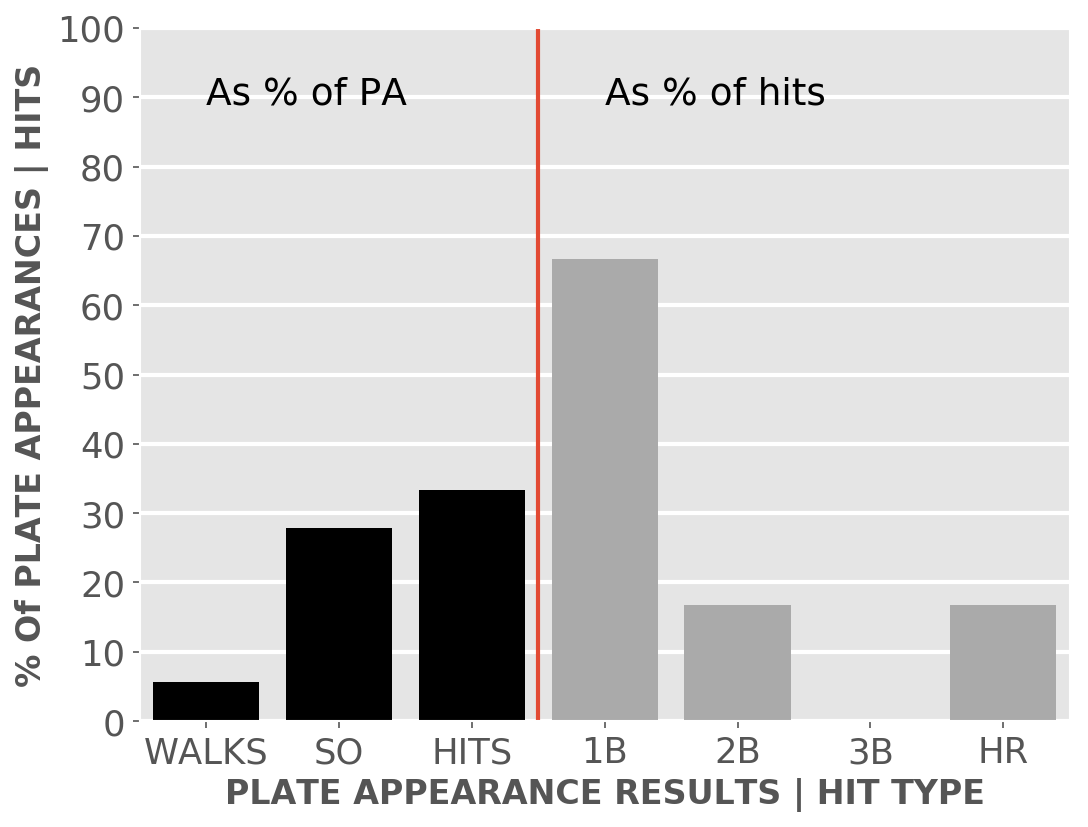 % Of PLATE APPEARANCES | HITS
100
90
80
70
60
50
40
30
20
10
0
As % of PA
As % of hits
WALKS SO HITS 1B 2B 3B HR
PLATE APPEARANCE RESULTS | HIT TYPE